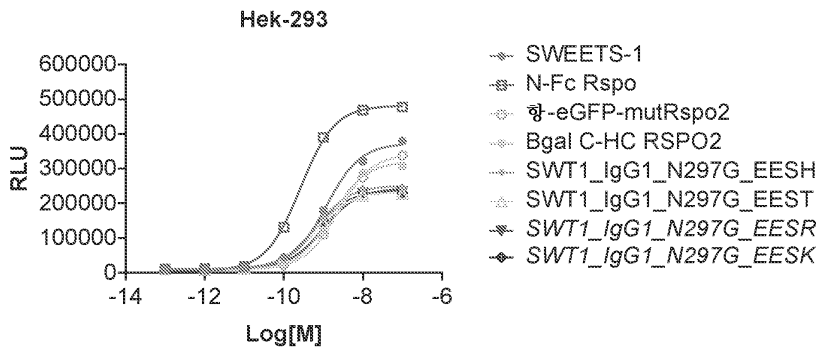 Hek-293
600000
500000
400000
300000
200000
100000
0
RLU
-14
-12
-10
-8
-6
Log[M]
SWEETS-1
N-Fc Rspo
항-eGFP-mutRspo2
Bgal C-HC RSPO2
SWT1_IgG1_N297G_EESH
SWT1_IgG1_N297G_EEST
SWT1_IgG1_N297G_EESR
SWT1_IgG1_N297G_EESK